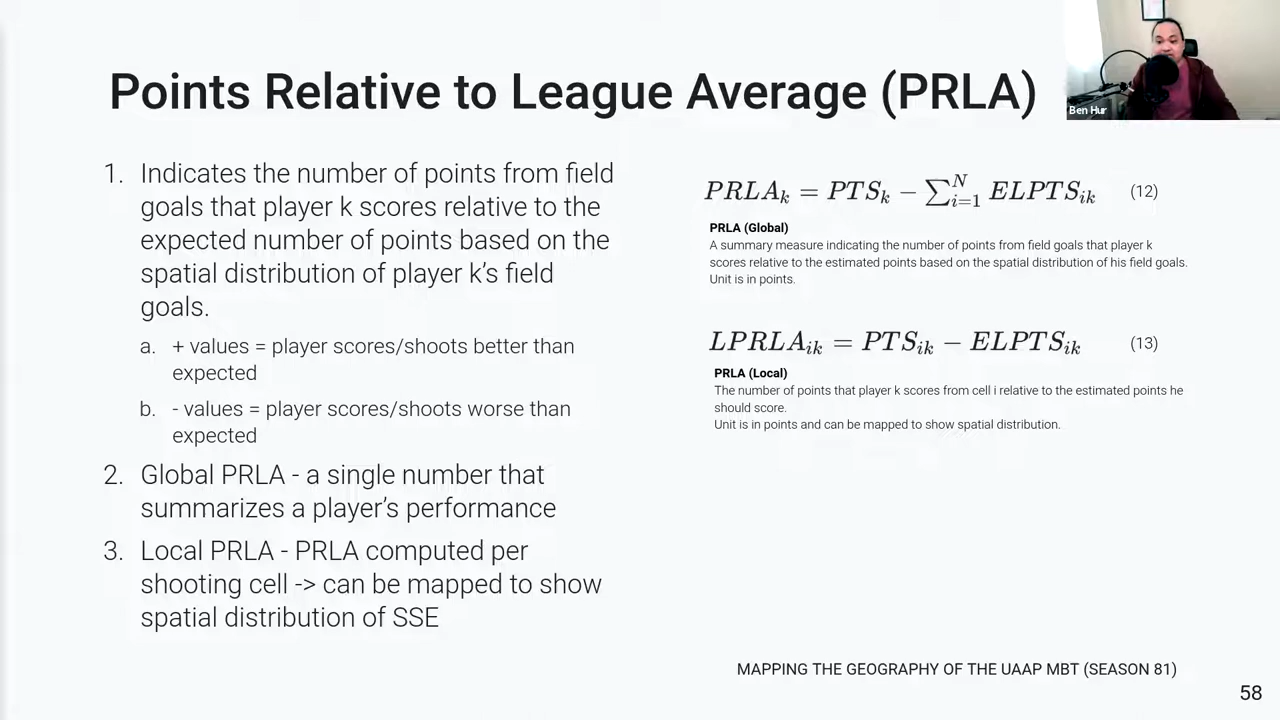 Points Relative to League Average (PRLA)
Ben Hur
1. Indicates the number of points from field
goals that player k scores relative to the
expected number of points based on the
spatial distribution of player k’s field
goals.
a. + values = player scores/shoots better than
expected
b. - values = player scores/shoots worse than
expected
2. Global PRLA - a single number that
summarizes a player’s performance
3. Local PRLA - PRLA computed per
shooting cell -> can be mapped to show
spatial distribution of SSE
PRLA_k = PTS_k − ∑_{i=1}^{N} ELPTS_{ik} (12)
PRLA (Global)
A summary measure indicating the number of points from field goals that player k
scores relative to the estimated points based on the spatial distribution of his field goals.
Unit is in points.
LPRLA_{ik} = PTS_{ik} − ELPTS_{ik} (13)
PRLA (Local)
The number of points that player k scores from cell i relative to the estimated points he
should score.
Unit is in points and can be mapped to show spatial distribution.
MAPPING THE GEOGRAPHY OF THE UAAP MBT (SEASON 81)
58